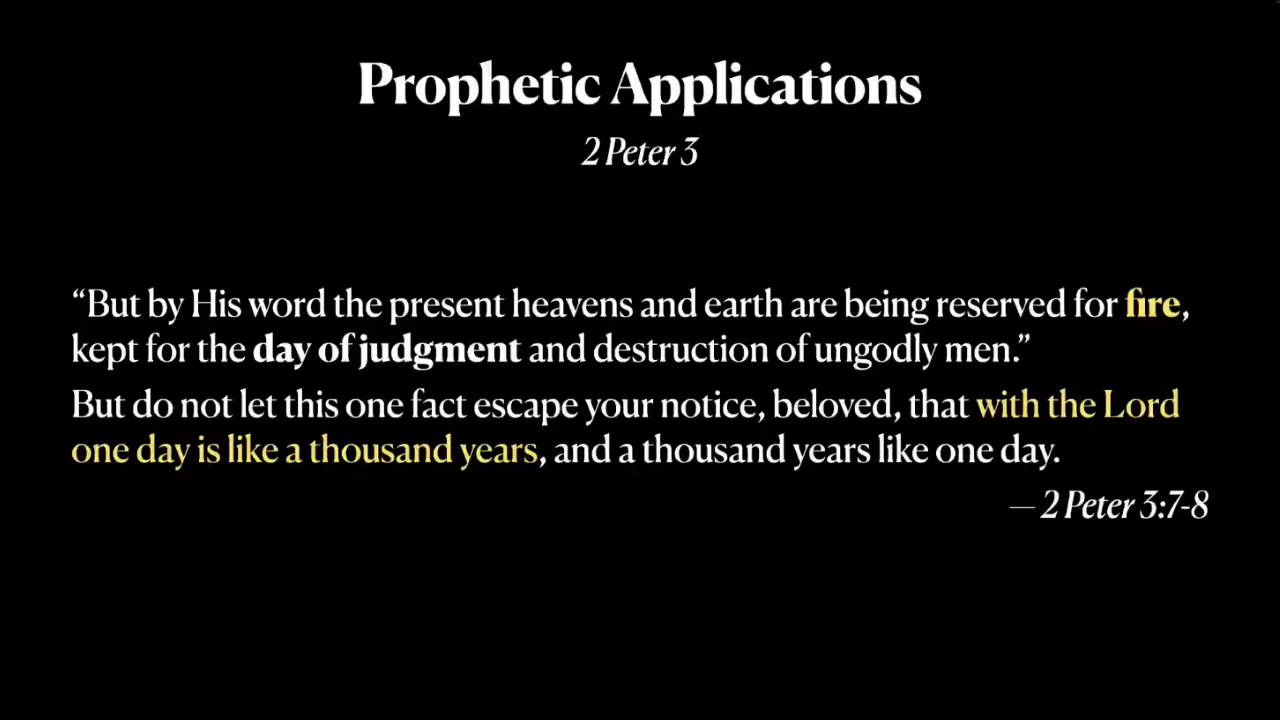 Prophetic Applications
2 Peter 3
“But by His word the present heavens and earth are being reserved for fire,
kept for the day of judgment and destruction of ungodly men.”
But do not let this one fact escape your notice, beloved, that with the Lord
one day is like a thousand years, and a thousand years like one day.
— 2 Peter 3:7-8